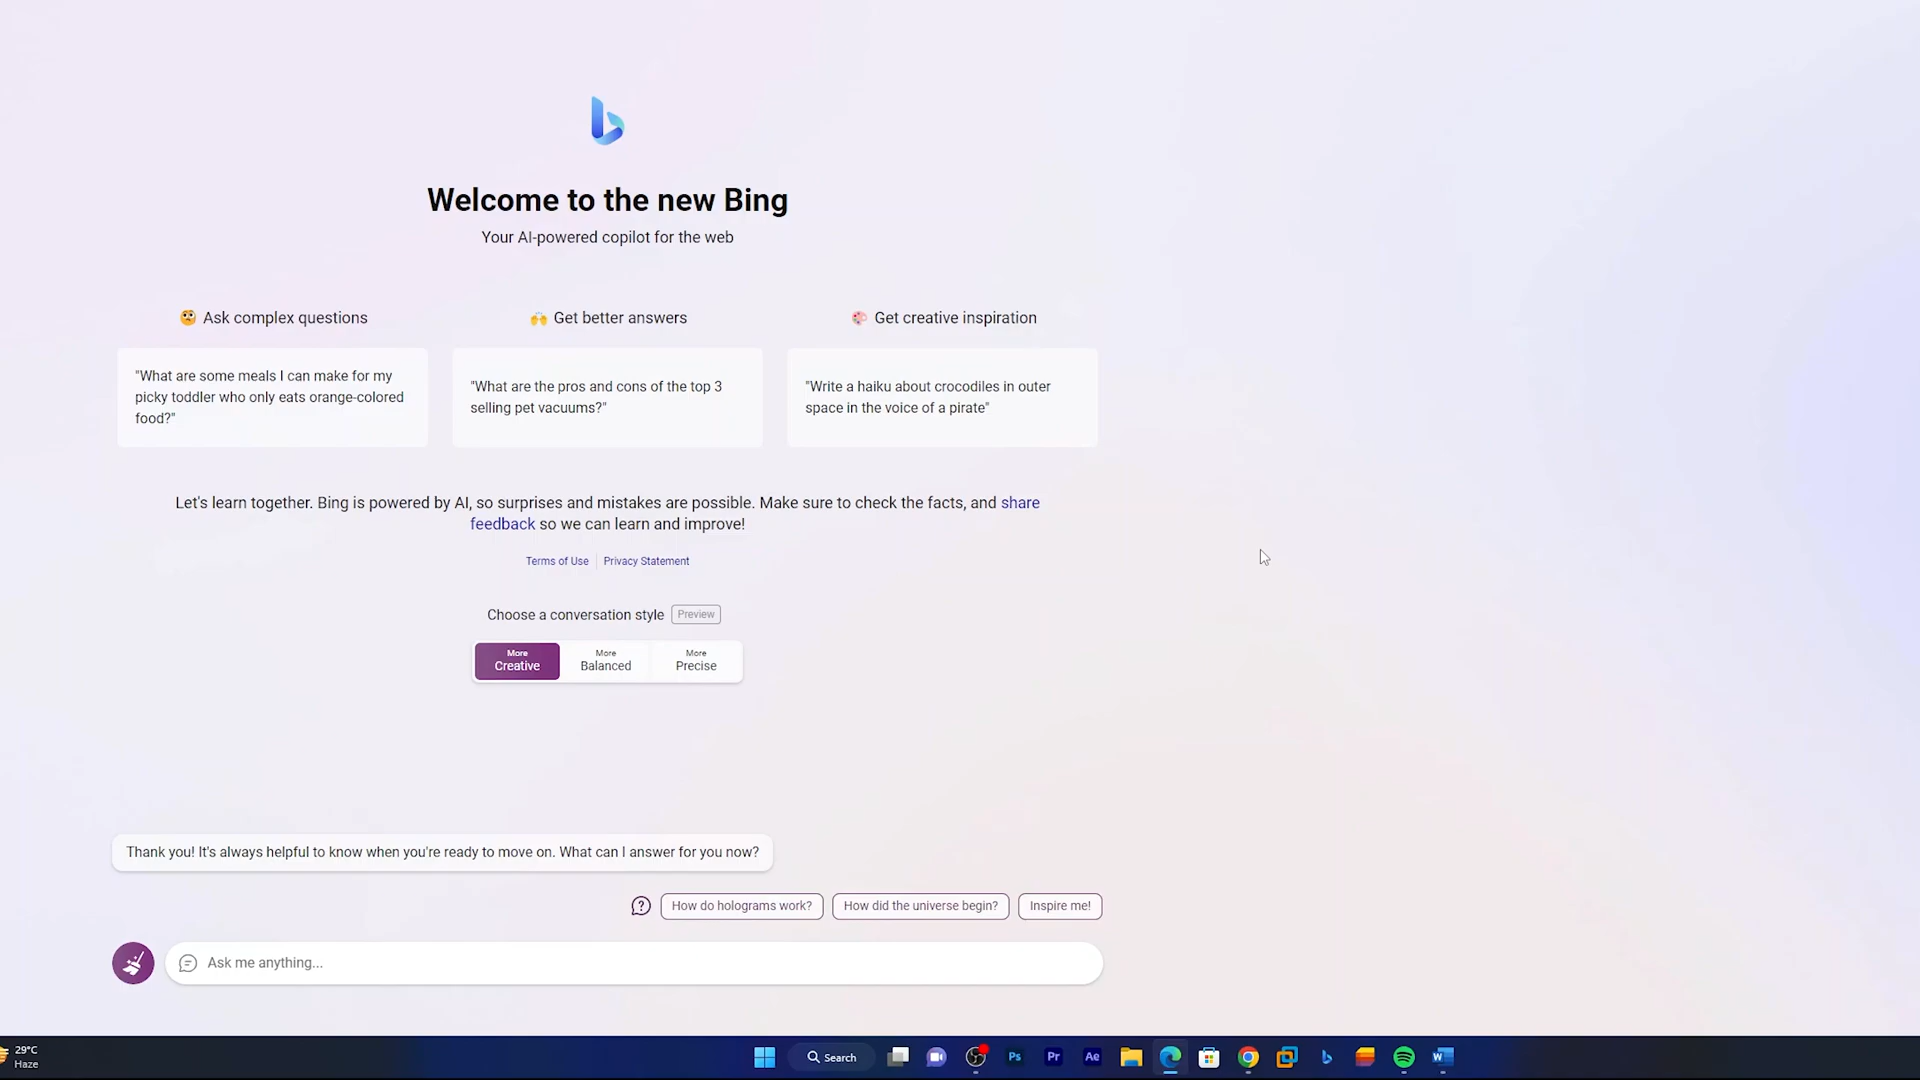 Welcome to the new Bing
Your AI-powered copilot for the web
Ask complex questions
Get better answers
Get creative inspiration
"What are some meals I can make for my
picky toddler who only eats orange-colored
food?"
"What are the pros and cons of the top 3
selling pet vacuums?"
"Write a haiku about crocodiles in outer
space in the voice of a pirate"
Let's learn together. Bing is powered by AI, so surprises and mistakes are possible. Make sure to check the facts, and share
feedback so we can learn and improve!
Terms of Use Privacy Statement
Choose a conversation style Preview
More
Creative
More
Balanced
More
Precise
Thank you! It's always helpful to know when you're ready to move on. What can I answer for you now?
How do holograms work? How did the universe begin? Inspire me!
Ask me anything...
29°C
Haze
Search
Ps
Pr
Ae
W